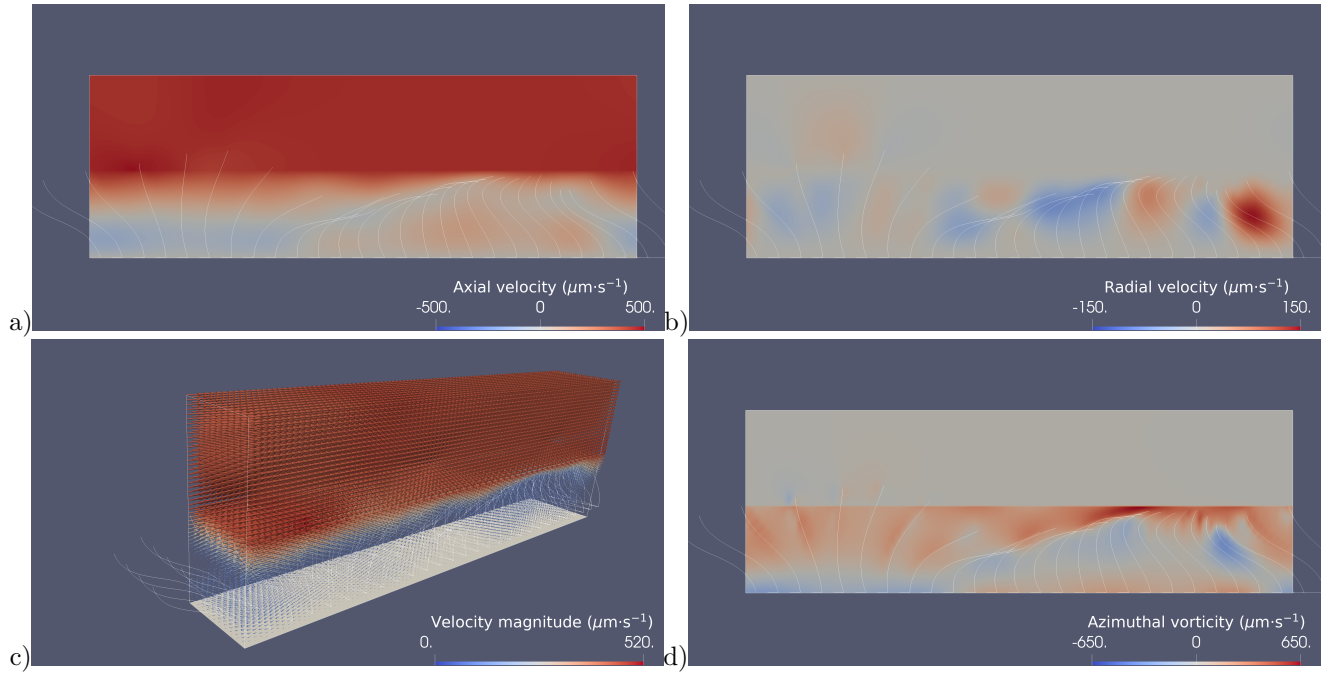 Axial velocity (μm·s⁻¹)
-500. 0 500.
a)
Radial velocity (μm·s⁻¹)
-150. 0 150.
b)
Velocity magnitude (μm·s⁻¹)
0. 520.
c)
Azimuthal vorticity (μm·s⁻¹)
-650. 0 650.
d)